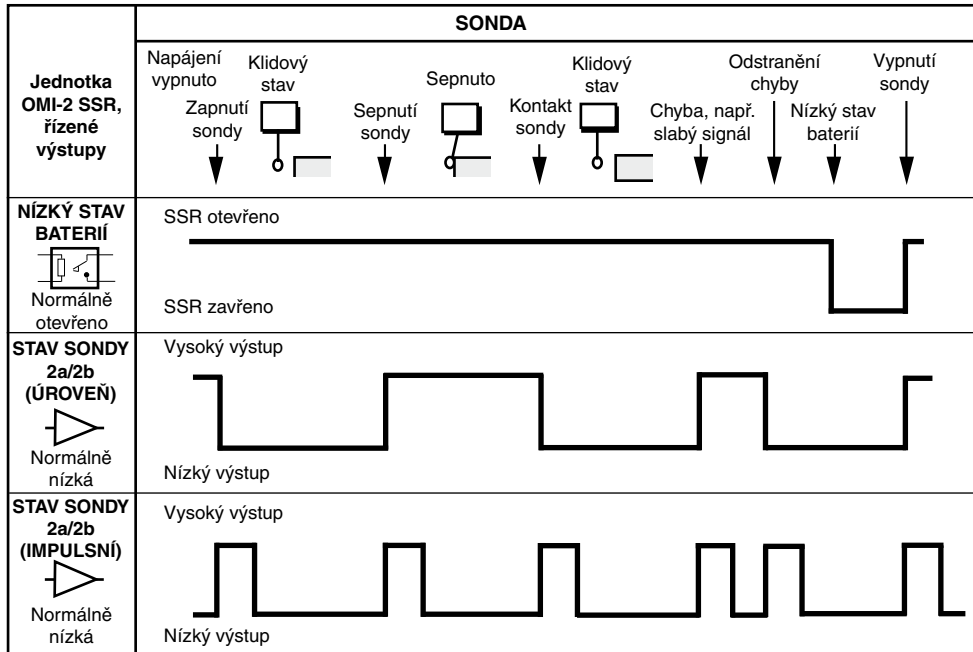 SONDA
Jednotka
OMI-2 SSR,
řízené
výstupy
Napájení
vypnuto
Zapnutí
sondy
Klidový
stav
Sepnutí
sondy
Sepnuto
Kontakt
sondy
Klidový
stav
Chyba, např.
slabý signál
Odstranění
chyby
Nízký stav
baterií
Vypnutí
sondy
NÍZKÝ STAV
BATERIÍ
Normálně
otevřeno
SSR otevřeno
SSR zavřeno
STAV SONDY
2a/2b
(ÚROVEŇ)
Normálně
nízká
Vysoký výstup
Nízký výstup
STAV SONDY
2a/2b
(IMPULSNÍ)
Normálně
nízká
Vysoký výstup
Nízký výstup